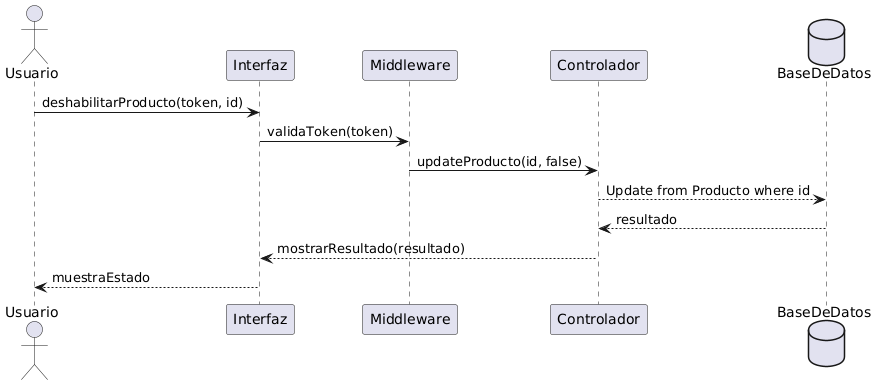 Usuario
Interfaz
Middleware
Controlador
BaseDeDatos
deshabilitarProducto(token, id)
validaToken(token)
updateProducto(id, false)
Update from Producto where id
resultado
mostrarResultado(resultado)
muestraEstado
Usuario
Interfaz
Middleware
Controlador
BaseDeDatos